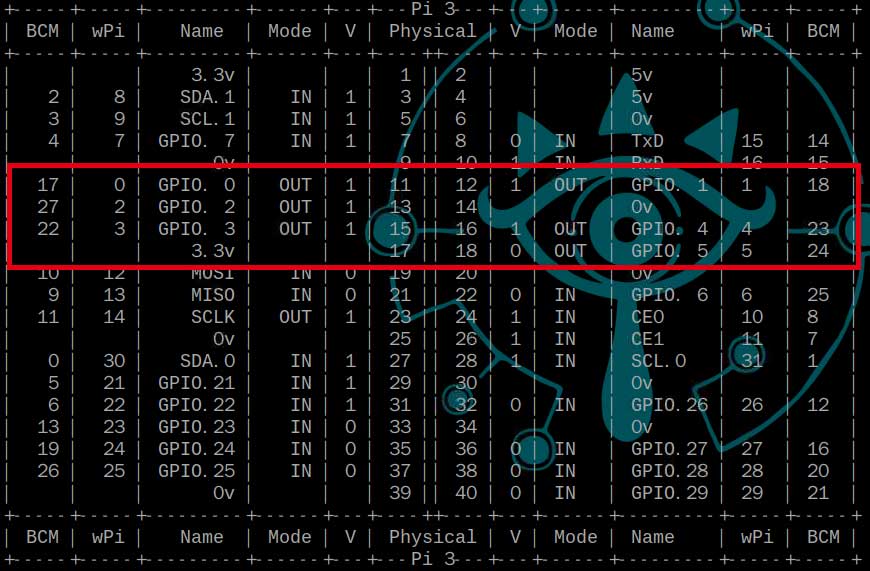 +-----+-----+---------+------+---+---Pi 3---+---+------+---------+-----+-----+
| BCM | wPi |   Name  | Mode | V | Physical | V | Mode | Name    | wPi | BCM |
+-----+-----+---------+------+---+----++----+---+------+---------+-----+-----+
|     |     |    3.3v |      |   |  1 || 2  |   |      | 5v      |     |     |
|   2 |   8 |   SDA.1 |   IN | 1 |  3 || 4  |   |      | 5v      |     |     |
|   3 |   9 |   SCL.1 |   IN | 1 |  5 || 6  |   |      | 0v      |     |     |
|   4 |   7 | GPIO. 7 |   IN | 1 |  7 || 8  | 0 | IN   | TxD     | 15  | 14  |
|     |     |      0v |      |   |  9 || 10 | 1 | IN   | RxD     | 16  | 15  |
|  17 |   0 | GPIO. 0 |  OUT | 1 | 11 || 12 | 1 | OUT  | GPIO. 1 | 1   | 18  |
|  27 |   2 | GPIO. 2 |  OUT | 1 | 13 || 14 |   |      | 0v      |     |     |
|  22 |   3 | GPIO. 3 |  OUT | 1 | 15 || 16 | 1 | OUT  | GPIO. 4 | 4   | 23  |
|     |     |    3.3v |      |   | 17 || 18 | 0 | OUT  | GPIO. 5 | 5   | 24  |
|  10 |  12 |    MOSI |   IN | 0 | 19 || 20 |   |      | 0v      |     |     |
|   9 |  13 |    MISO |   IN | 0 | 21 || 22 | 0 | IN   | GPIO. 6 | 6   | 25  |
|  11 |  14 |    SCLK |  OUT | 1 | 23 || 24 | 1 | IN   | CE0     | 10  | 8   |
|     |     |      0v |      |   | 25 || 26 | 1 | IN   | CE1     | 11  | 7   |
|   0 |  30 |   SDA.0 |   IN | 1 | 27 || 28 | 1 | IN   | SCL.0   | 31  | 1   |
|   5 |  21 | GPIO.21 |   IN | 1 | 29 || 30 |   |      | 0v      |     |     |
|   6 |  22 | GPIO.22 |   IN | 1 | 31 || 32 | 0 | IN   | GPIO.26 | 26  | 12  |
|  13 |  23 | GPIO.23 |   IN | 0 | 33 || 34 |   |      | 0v      |     |     |
|  19 |  24 | GPIO.24 |   IN | 0 | 35 || 36 | 0 | IN   | GPIO.27 | 27  | 16  |
|  26 |  25 | GPIO.25 |   IN | 0 | 37 || 38 | 0 | IN   | GPIO.28 | 28  | 20  |
|     |     |      0v |      |   | 39 || 40 | 0 | IN   | GPIO.29 | 29  | 21  |
+-----+-----+---------+------+---+----++----+---+------+---------+-----+-----+
| BCM | wPi |   Name  | Mode | V | Physical | V | Mode | Name    | wPi | BCM |
+-----+-----+---------+------+---+---Pi 3---+---+------+---------+-----+-----+